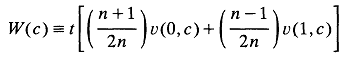 W(c) ≡ t[((n+1)/(2n)) υ(0,c) + ((n−1)/(2n)) υ(1,c)]